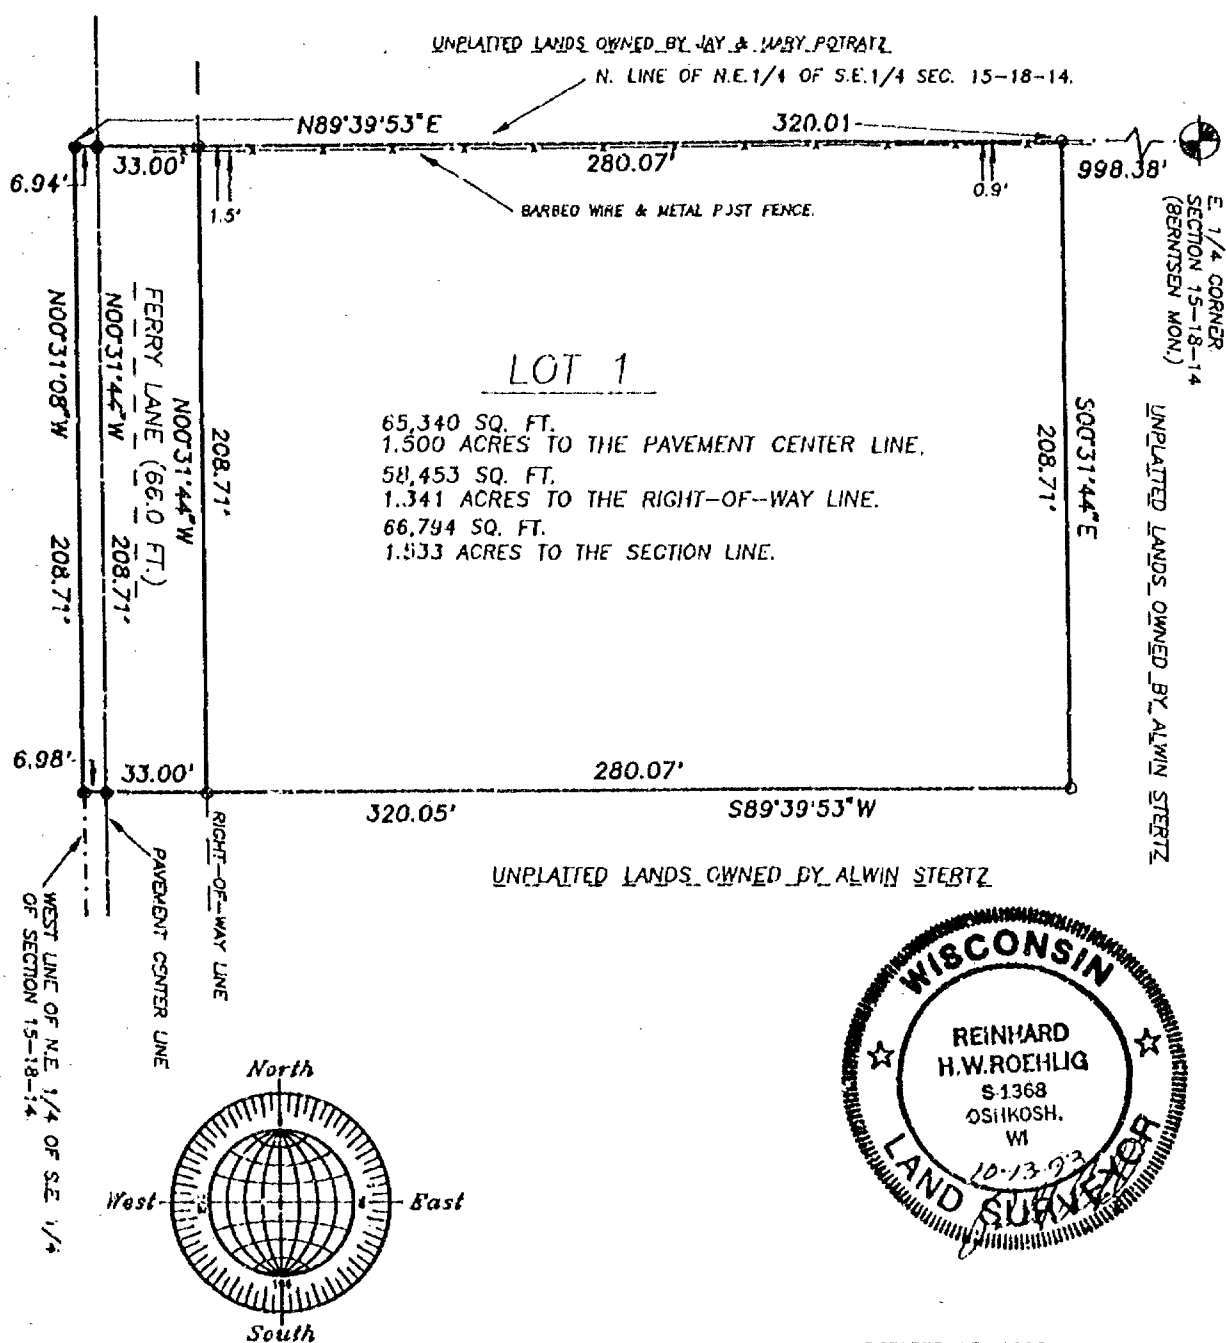 UNPLATTED LANDS OWNED BY JAY & MARY POTRATZ
N. LINE OF N.E.1/4 OF S.E.1/4 SEC. 15-18-14.
N89°39'53"E
320.01
33.00'
280.07'
998.38'
6.94'
1.5'
0.9'
BARBED WIRE & METAL POST FENCE.
E. 1/4 CORNER
SECTION 15-18-14
(BERNTSEN MON.)
N00°31'08"W
208.71'
N00°31'44"W
208.71'
FERRY LANE (66.0 FT.)
N00°31'44"W
208.71'
LOT 1
65,340 SQ. FT.
1.500 ACRES TO THE PAVEMENT CENTER LINE.
58,453 SQ. FT.
1.341 ACRES TO THE RIGHT-OF-WAY LINE.
66,794 SQ. FT.
1.533 ACRES TO THE SECTION LINE.
S00°31'44"E
208.71'
UNPLATTED LANDS OWNED BY ALWIN STERTZ
6.98'
33.00'
280.07'
320.05'
S89°39'53"W
UNPLATTED LANDS OWNED BY ALWIN STERTZ
RIGHT-OF-WAY LINE
PAVEMENT CENTER LINE
WEST LINE OF N.E. 1/4 OF S.E. 1/4
OF SECTION 15-18-14.
North
West
East
South
WISCONSIN
REINHARD
H.W.ROEHLIG
S-1368
OSHKOSH,
WI
10-13-93
LAND SURVEYOR